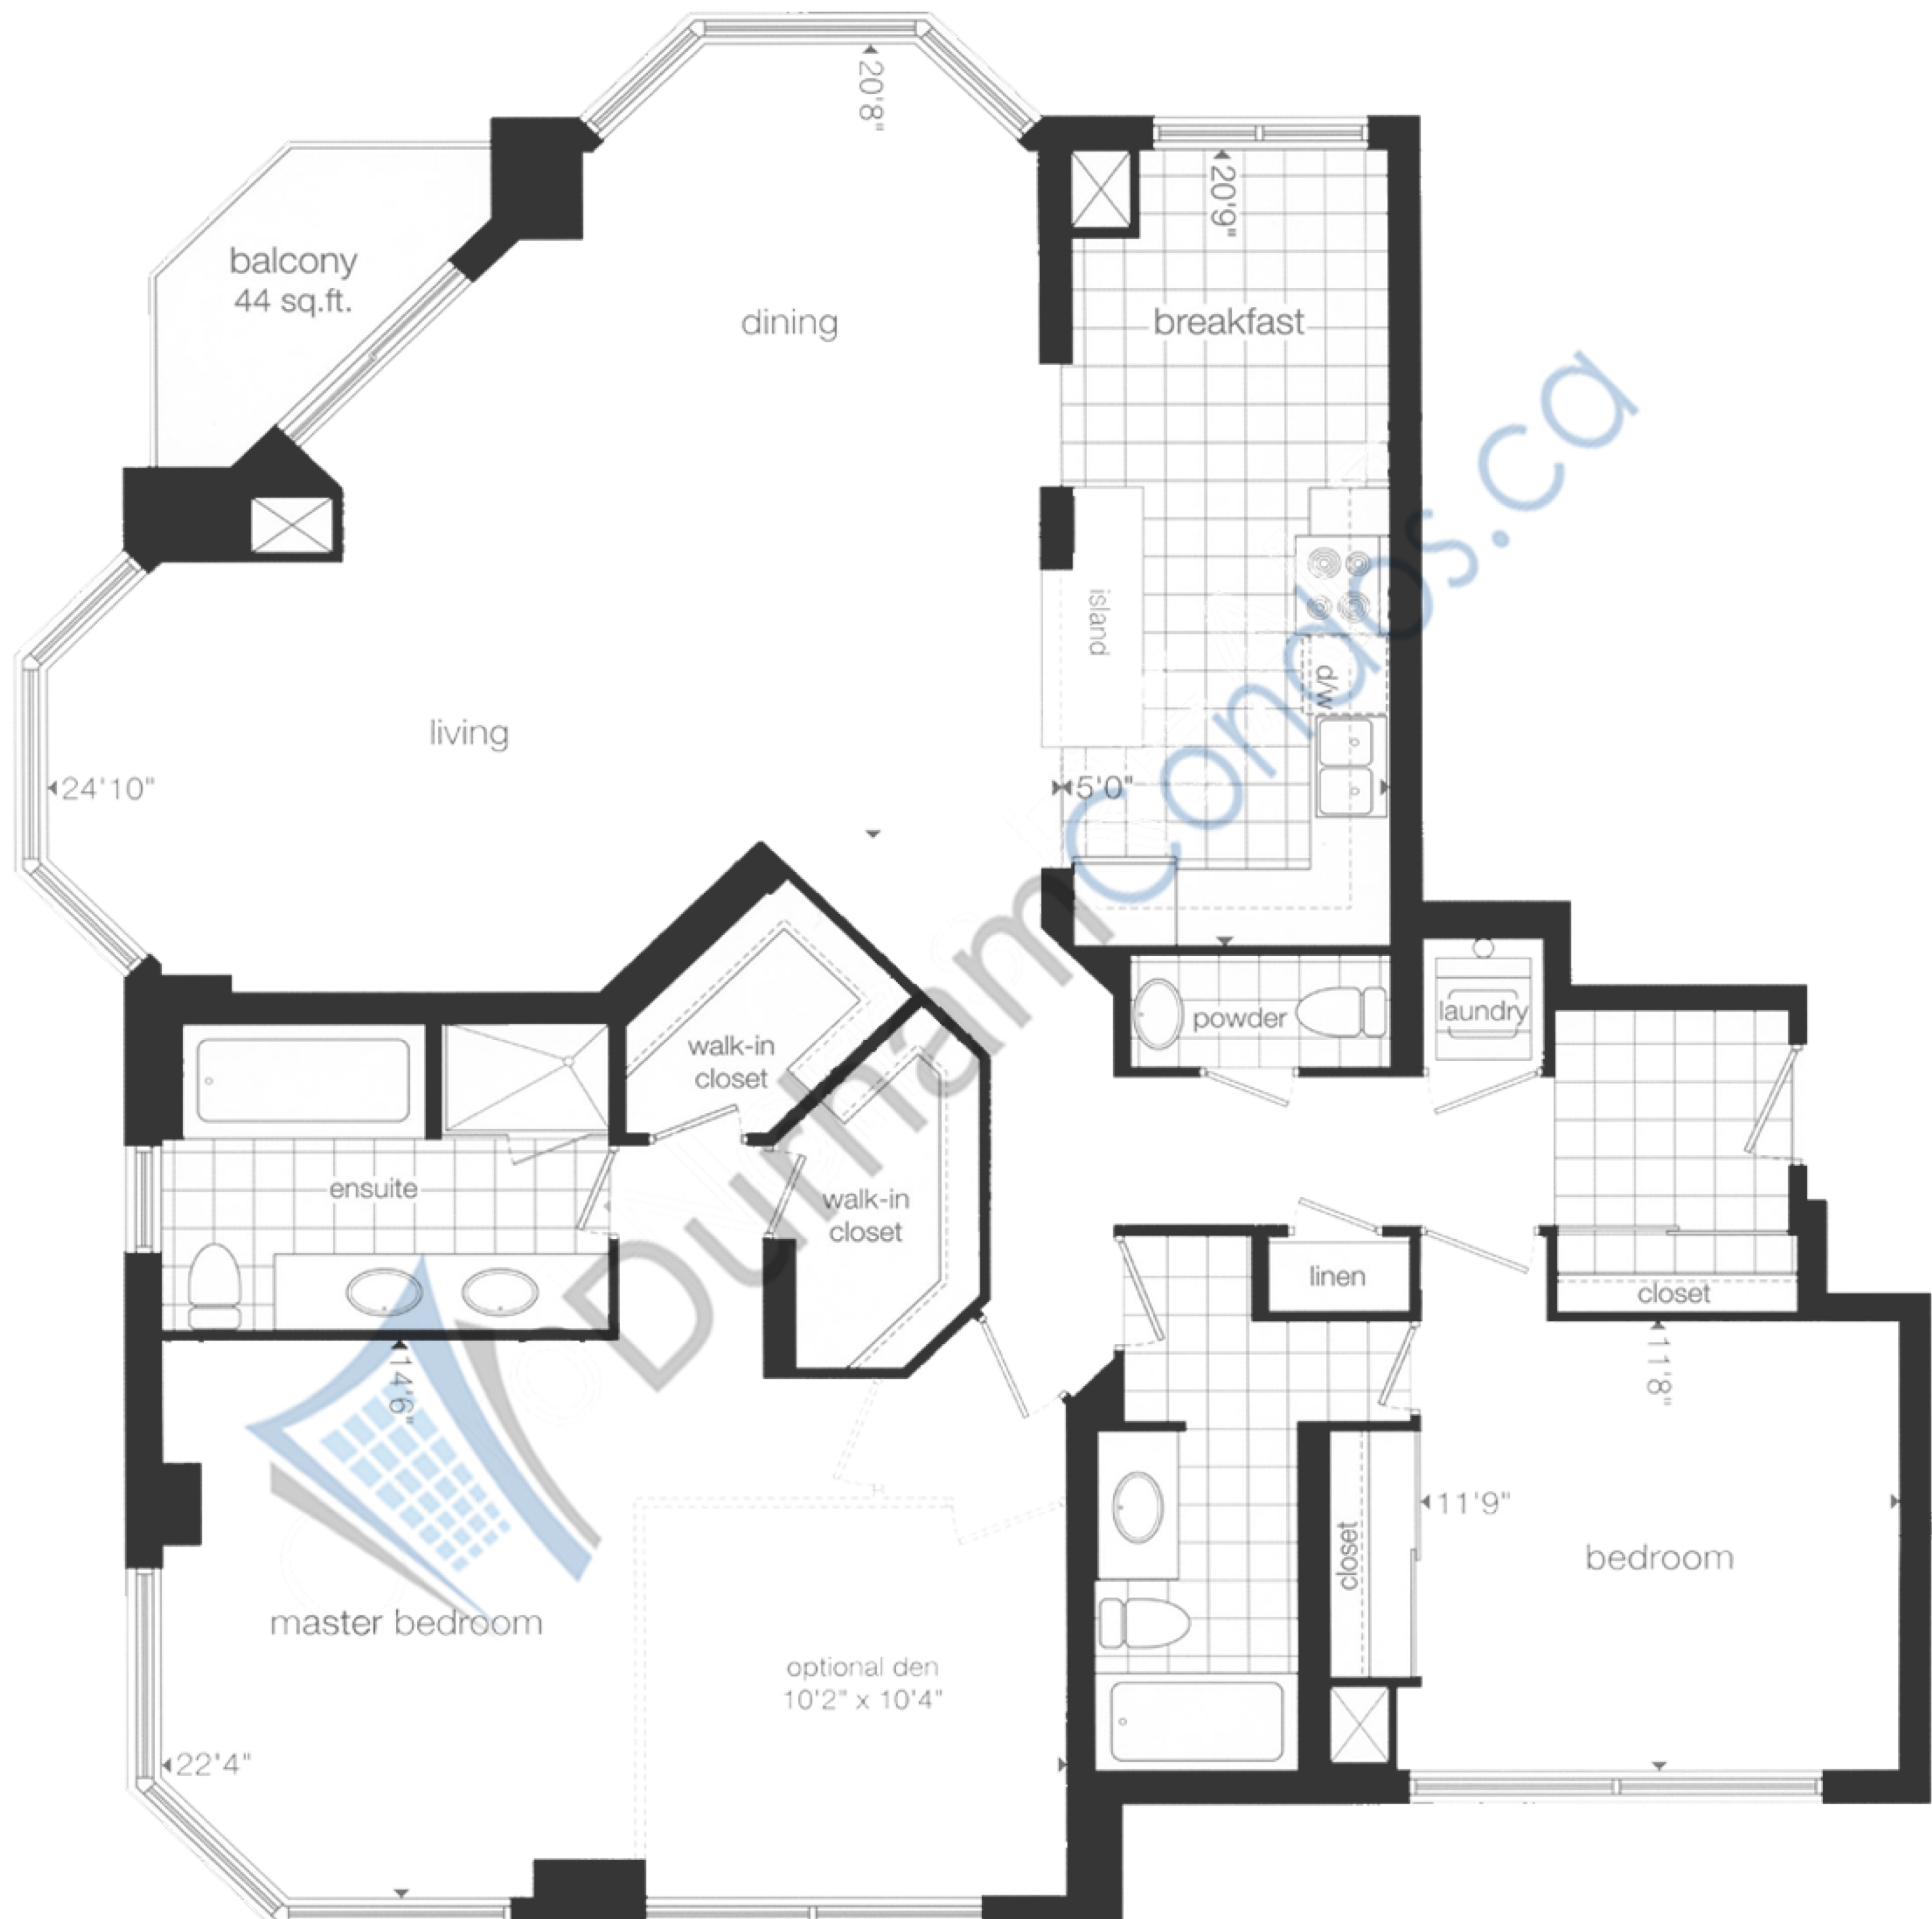 20'8"
20'9"
balcony
44 sq.ft.
dining
breakfast
island
d/w
living
24'10"
5'0"
DurhamCondos.ca
powder
laundry
walk-in
closet
ensuite
walk-in
closet
linen
closet
14'6"
11'8"
closet
11'9"
bedroom
master bedroom
optional den
10'2" x 10'4"
22'4"